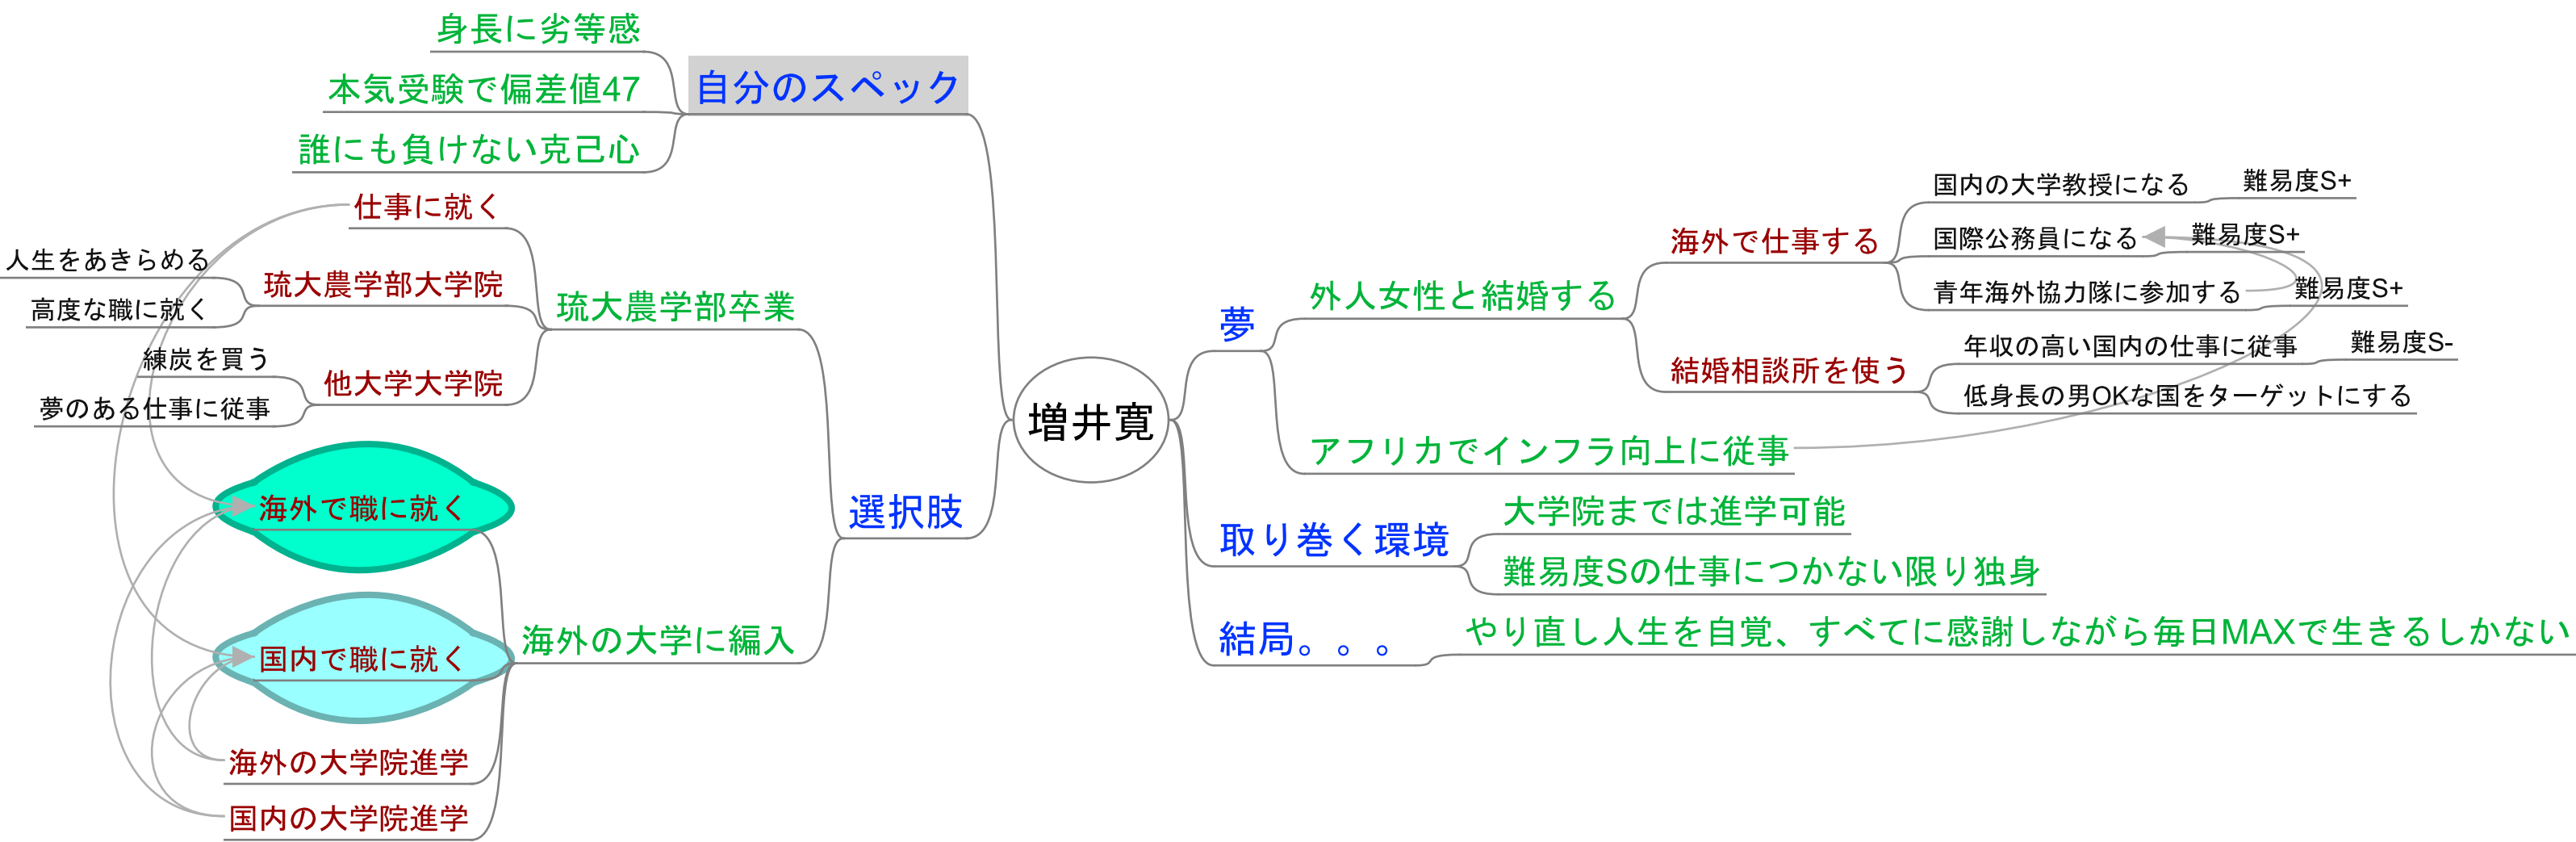 身長に劣等感
本気受験で偏差値47
誰にも負けない克己心
自分のスペック
仕事に就く
人生をあきらめる
高度な職に就く
琉大農学部大学院
練炭を買う
夢のある仕事に従事
他大学大学院
琉大農学部卒業
海外で職に就く
国内で職に就く
海外の大学院進学
国内の大学院進学
海外の大学に編入
選択肢
増井寛
夢
外人女性と結婚する
海外で仕事する
国内の大学教授になる
難易度S+
国際公務員になる
難易度S+
青年海外協力隊に参加する
難易度S+
結婚相談所を使う
年収の高い国内の仕事に従事
難易度S-
低身長の男OKな国をターゲットにする
アフリカでインフラ向上に従事
取り巻く環境
大学院までは進学可能
難易度Sの仕事につかない限り独身
結局。。。
やり直し人生を自覚、すべてに感謝しながら毎日MAXで生きるしかない